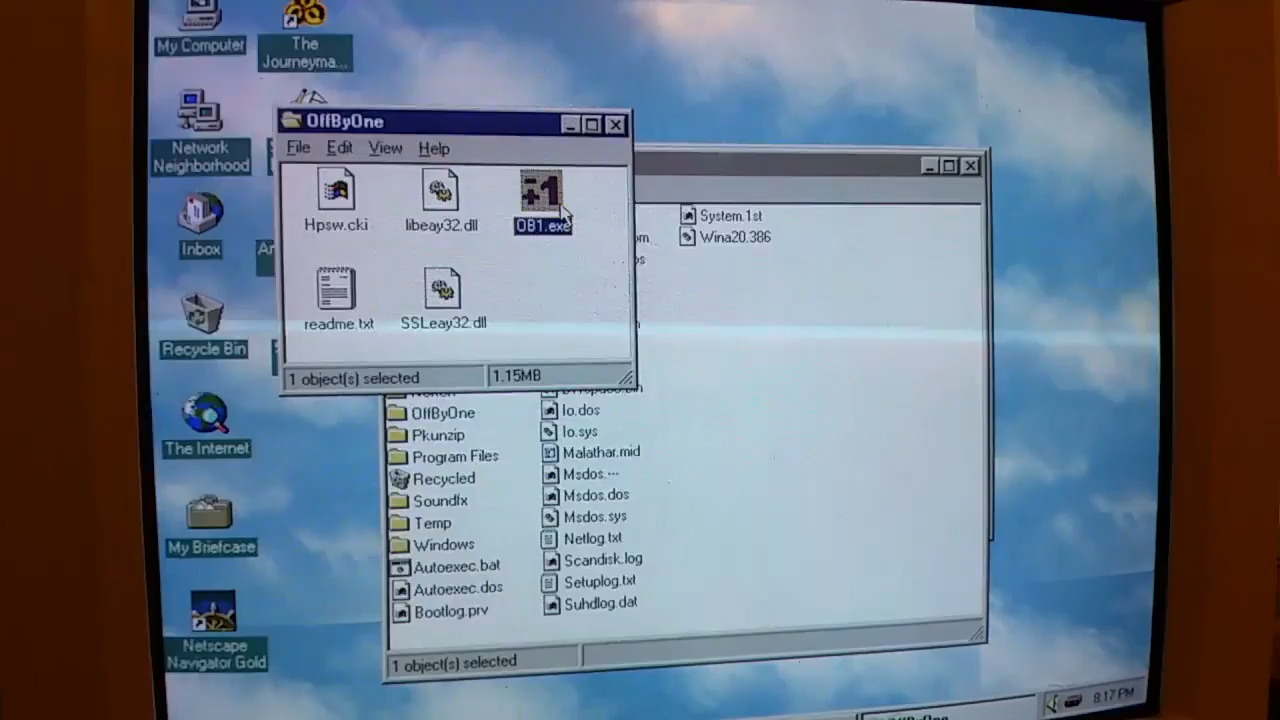 My Computer
The
Journeyma...
Network
Neighborhood
Inbox
Recycle Bin
The Internet
My Briefcase
Netscape
Navigator Gold
OffByOne
File Edit View Help
Hpsw.cki
libeay32.dll
OB1.exe
readme.txt
SSLeay32.dll
1 object(s) selected
1.15MB
System.1st
Wina20.386
OffByOne
Pkunzip
Program Files
Recycled
Soundfx
Temp
Windows
Autoexec.bat
Autoexec.dos
Bootlog.prv
Io.dos
Io.sys
Malathar.mid
Msdos.---
Msdos.dos
Msdos.sys
Netlog.txt
Scandisk.log
Setuplog.txt
Suhdlog.dat
1 object(s) selected
OffByOne
8:17 PM